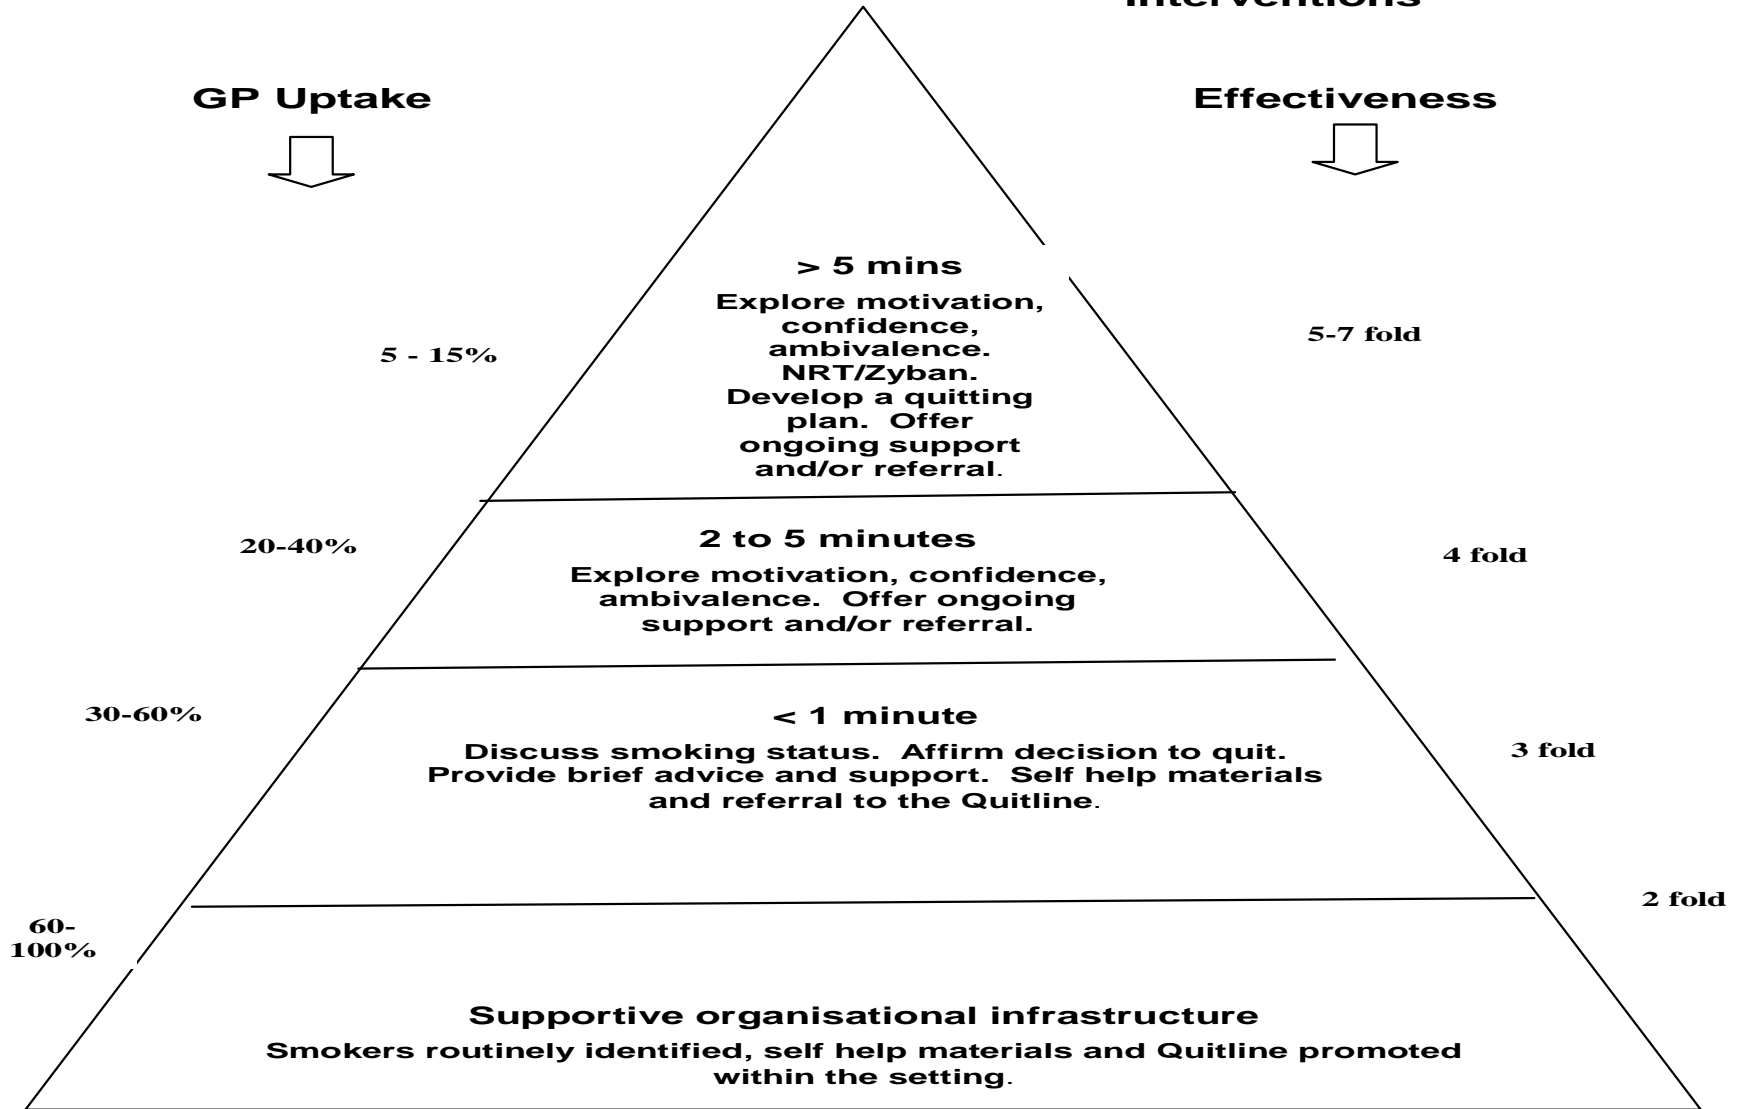 Interventions
GP Uptake
Effectiveness
> 5 mins
Explore motivation,
confidence,
ambivalence.
NRT/Zyban.
Develop a quitting
plan.  Offer
ongoing support
and/or referral.
5 - 15%
5-7 fold
2 to 5 minutes
Explore motivation, confidence,
ambivalence.  Offer ongoing
support and/or referral.
20-40%
4 fold
< 1 minute
Discuss smoking status.  Affirm decision to quit.
Provide brief advice and support.  Self help materials
and referral to the Quitline.
30-60%
3 fold
60-
100%
2 fold
Supportive organisational infrastructure
Smokers routinely identified, self help materials and Quitline promoted
within the setting.